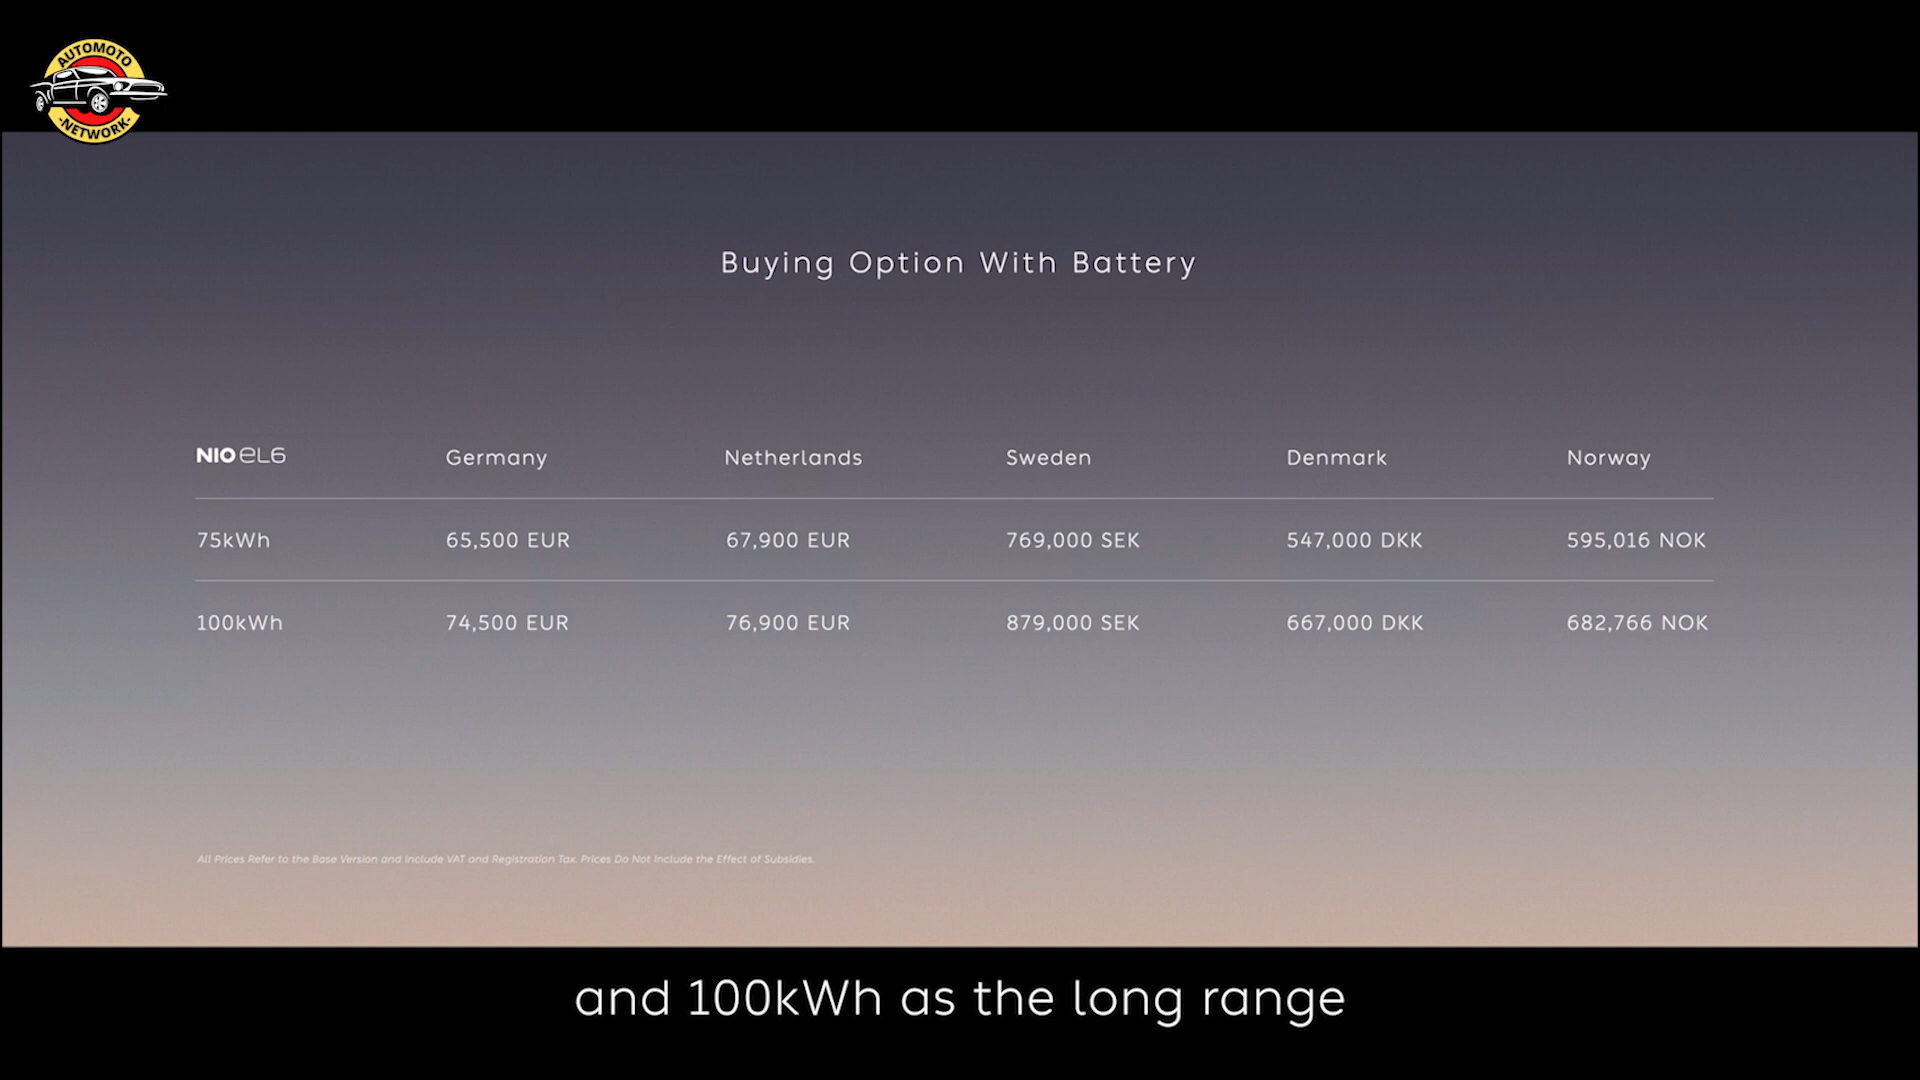 AUTOMOTO
-NETWORK-
Buying Option With Battery
NIO EL6 Germany Netherlands Sweden Denmark Norway
75kWh 65,500 EUR 67,900 EUR 769,000 SEK 547,000 DKK 595,016 NOK
100kWh 74,500 EUR 76,900 EUR 879,000 SEK 667,000 DKK 682,766 NOK
All Prices Refer to the Base Version and Include VAT and Registration Tax. Prices Do Not Include the Effect of Subsidies.
and 100kWh as the long range